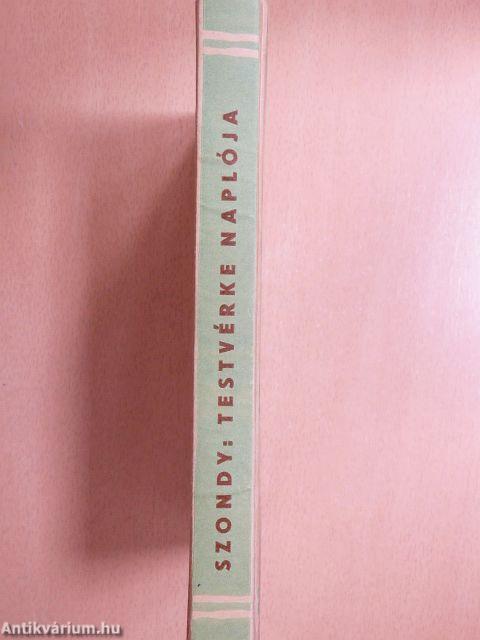 SZONDY: TESTVÉRKE NAPLÓJA
Antikvárium.hu